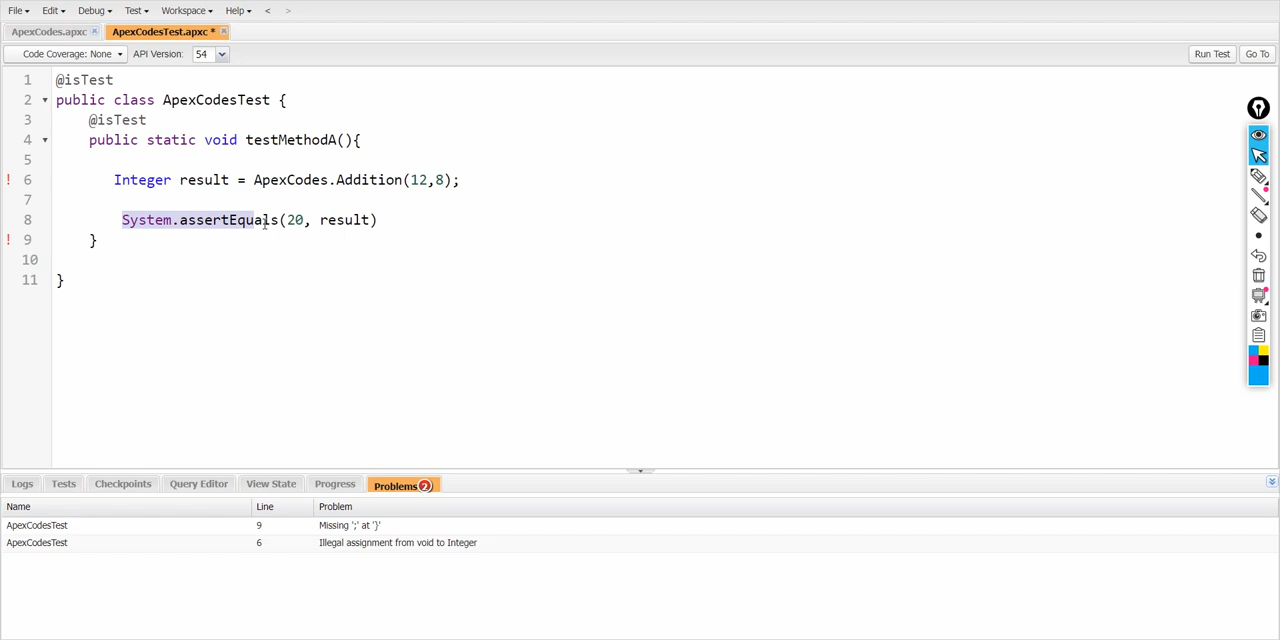 File Edit Debug Test Workspace Help < >
ApexCodes.apxc ApexCodesTest.apxc *
Code Coverage: None API Version: 54 Run Test Go To
1 @isTest
2 public class ApexCodesTest {
3 @isTest
4 public static void testMethodA(){
5
6 Integer result = ApexCodes.Addition(12,8);
7
8 System.assertEquals(20, result)
9 }
10
11 }
Logs Tests Checkpoints Query Editor View State Progress Problems 2
Name Line Problem
ApexCodesTest 9 Missing ';' at '}'
ApexCodesTest 6 Illegal assignment from void to Integer